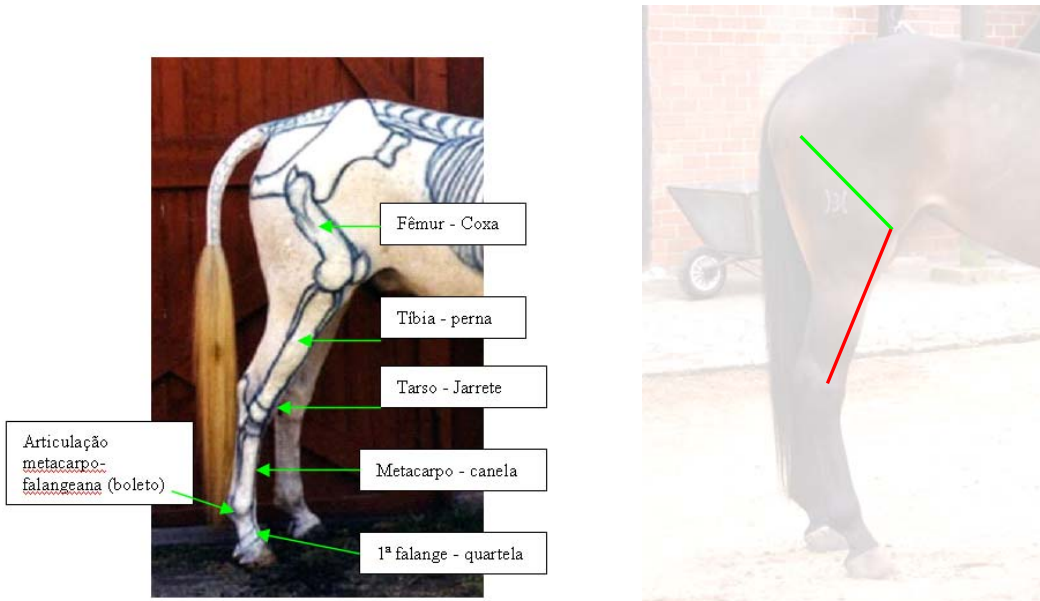 Fêmur - Coxa
Tíbia - perna
Tarso - Jarrete
Articulação
metacarpo-
falangeana (boleto)
Metacarpo - canela
1ª falange - quartela